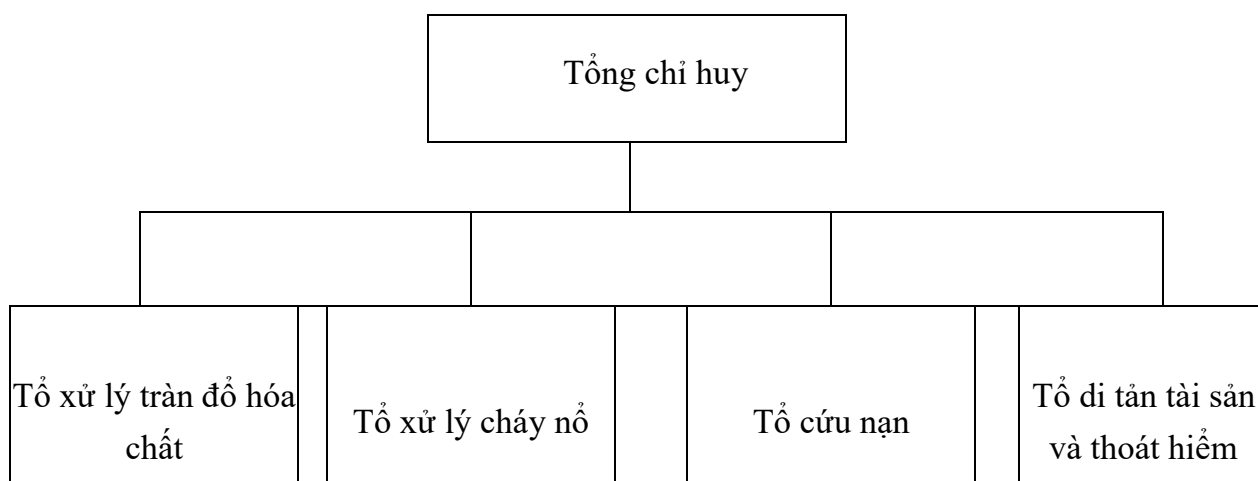 Tổng chỉ huy
Tổ xử lý tràn đổ hóa
chất
Tổ xử lý cháy nổ
Tổ cứu nạn
Tổ di tản tài sản
và thoát hiểm